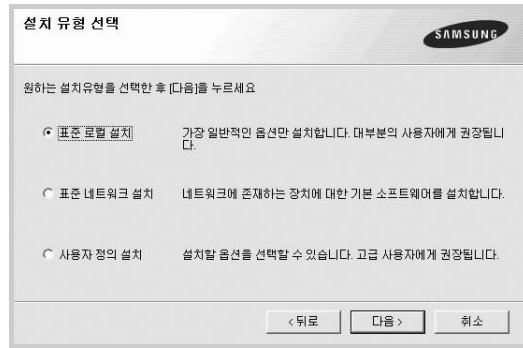 설치 유형 선택
SAMSUNG
원하는 설치유형을 선택한 후 [다음]을 누르세요
표준 로컬 설치
가장 일반적인 옵션만 설치합니다. 대부분의 사용자에게 권장됩니
다.
표준 네트워크 설치
네트워크에 존재하는 장치에 대한 기본 소프트웨어를 설치합니다.
사용자 정의 설치
설치할 옵션을 선택할 수 있습니다. 고급 사용자에게 권장됩니다.
< 뒤로
다음 >
취소